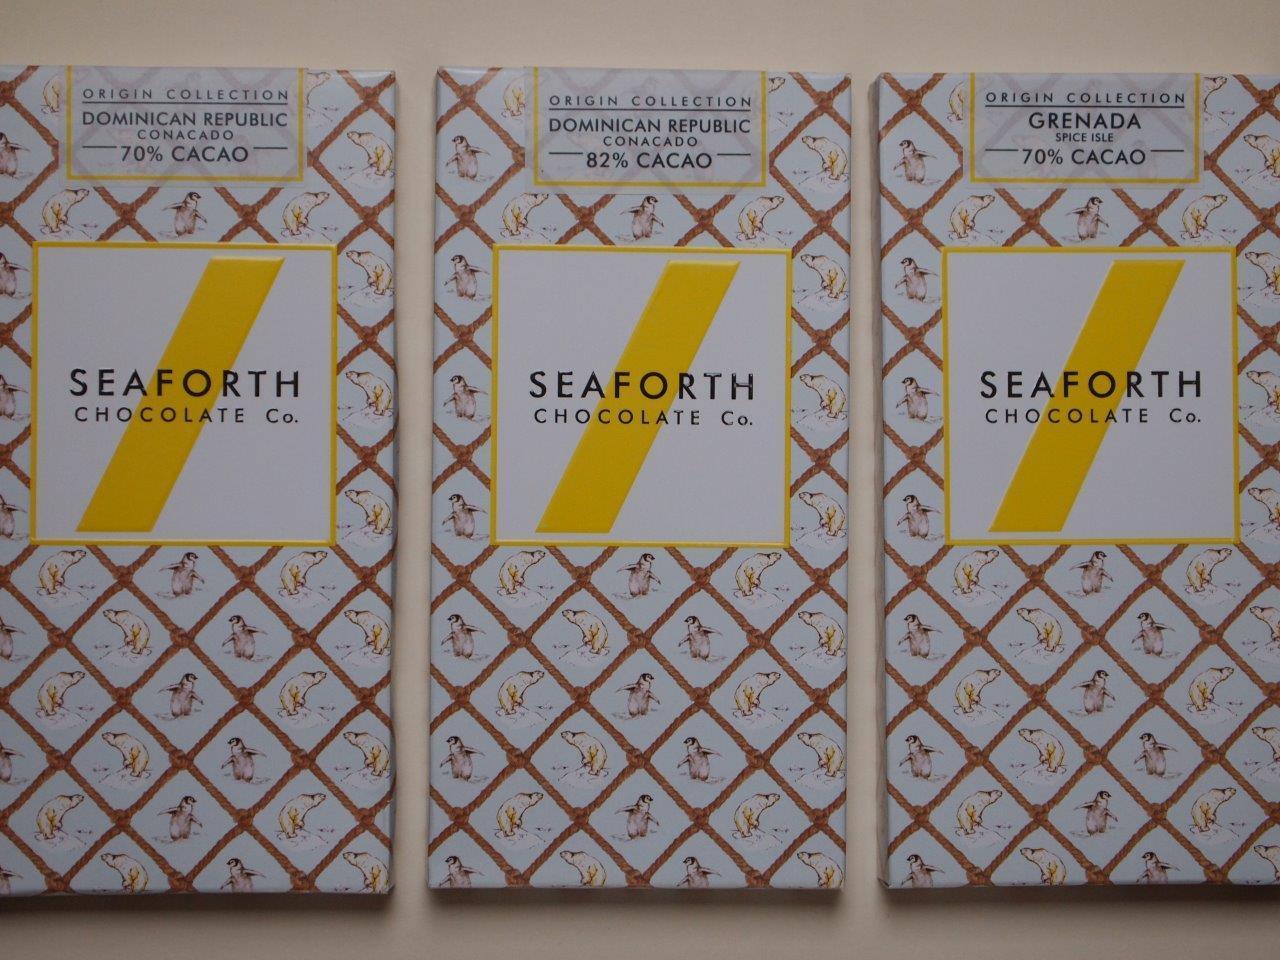 ORIGIN COLLECTION
DOMINICAN REPUBLIC
CONACADO
70% CACAO
SEAFORTH
CHOCOLATE Co.
ORIGIN COLLECTION
DOMINICAN REPUBLIC
CONACADO
82% CACAO
SEAFORTH
CHOCOLATE Co.
ORIGIN COLLECTION
GRENADA
SPICE ISLE
70% CACAO
SEAFORTH
CHOCOLATE Co.